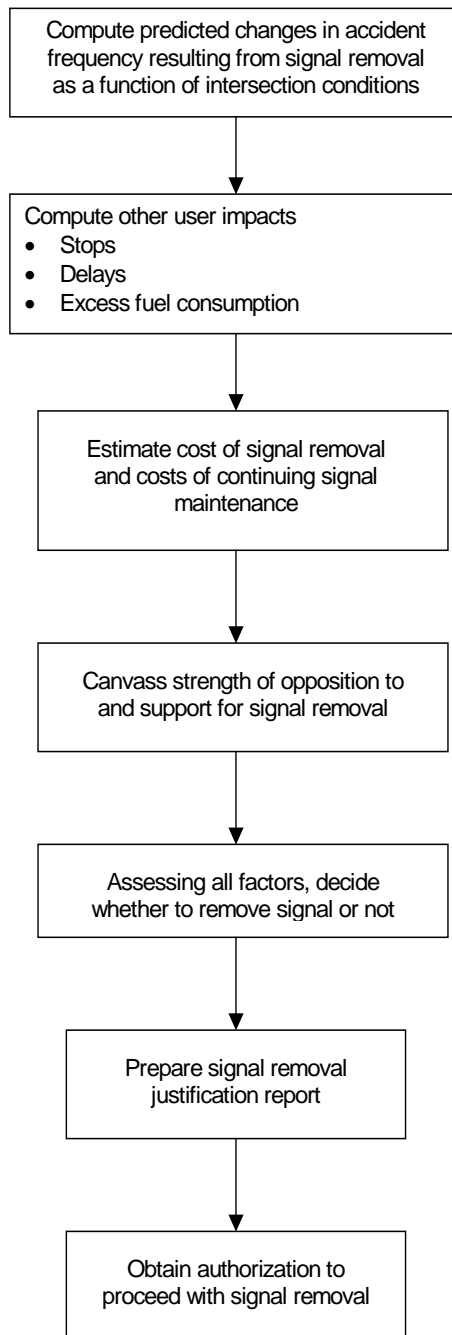 Compute predicted changes in accident
frequency resulting from signal removal
as a function of intersection conditions
Compute other user impacts
• Stops
• Delays
• Excess fuel consumption
Estimate cost of signal removal
and costs of continuing signal
maintenance
Canvass strength of opposition to
and support for signal removal
Assessing all factors, decide
whether to remove signal or not
Prepare signal removal
justification report
Obtain authorization to
proceed with signal removal